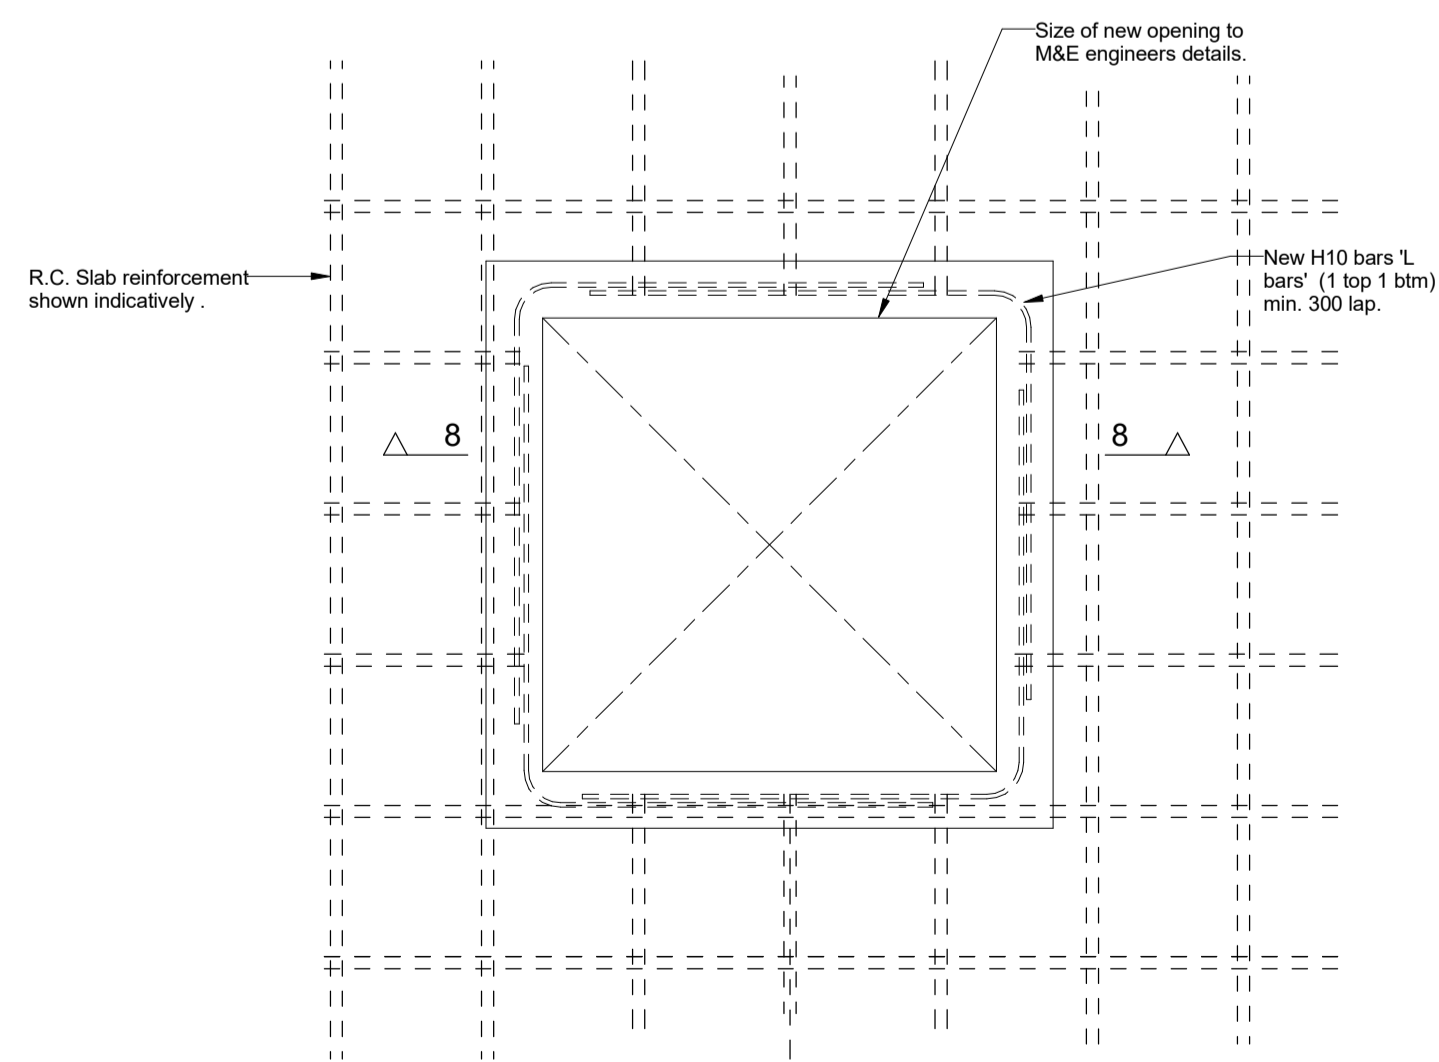 Size of new opening to
M&E engineers details.
R.C. Slab reinforcement
shown indicatively .
New H10 bars 'L
bars' (1 top 1 btm)
min. 300 lap.
8
8